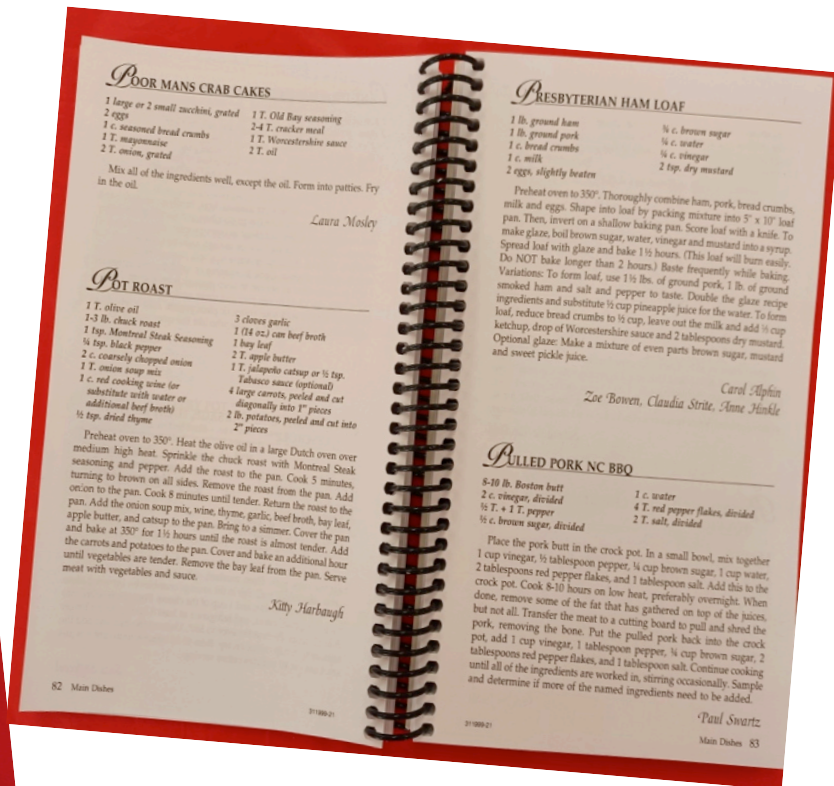 POOR MANS CRAB CAKES
1 large or 2 small zucchini, grated
2 eggs
1 c. seasoned bread crumbs
1 T. mayonnaise
2 T. onion, grated
1 T. Old Bay seasoning
2-4 T. cracker meal
1 T. Worcestershire sauce
2 T. oil
Mix all of the ingredients well, except the oil. Form into patties. Fry
in the oil.
Laura Mosley
POT ROAST
1 T. olive oil
1-3 lb. chuck roast
1 tsp. Montreal Steak Seasoning
¼ tsp. black pepper
2 c. coarsely chopped onion
1 T. onion soup mix
1 c. red cooking wine (or
substitute with water or
additional beef broth)
½ tsp. dried thyme
3 cloves garlic
1 (14 oz.) can beef broth
1 bay leaf
2 T. apple butter
1 T. jalapeño catsup or ½ tsp.
Tabasco sauce (optional)
4 large carrots, peeled and cut
diagonally into 1" pieces
2 lb. potatoes, peeled and cut into
2" pieces
Preheat oven to 350°. Heat the olive oil in a large Dutch oven over
medium high heat. Sprinkle the chuck roast with Montreal Steak
seasoning and pepper. Add the roast to the pan. Cook 5 minutes,
turning to brown on all sides. Remove the roast from the pan. Add
onion to the pan. Cook 8 minutes until tender. Return the roast to the
pan. Add the onion soup mix, wine, thyme, garlic, beef broth, bay leaf,
apple butter, and catsup to the pan. Bring to a simmer. Cover the pan
and bake at 350° for 1½ hours until the roast is almost tender. Add
the carrots and potatoes to the pan. Cover and bake an additional hour
until vegetables are tender. Remove the bay leaf from the pan. Serve
meat with vegetables and sauce.
Kitty Harbaugh
82 Main Dishes
311989-21
PRESBYTERIAN HAM LOAF
1 lb. ground ham
1 lb. ground pork
1 c. bread crumbs
1 c. milk
2 eggs, slightly beaten
c. brown sugar
c. water
c. vinegar
2 tsp. dry mustard
Preheat oven to 350°. Thoroughly combine ham, pork, bread crumbs,
milk and eggs. Shape into loaf by packing mixture into 5" x 10" loaf
pan. Then, invert on a shallow baking pan. Score loaf with a knife. To
make glaze, boil brown sugar, water, vinegar and mustard into a syrup.
Spread loaf with glaze and bake 1½ hours. (This loaf will burn easily.
Do NOT bake longer than 2 hours.) Baste frequently while baking.
Variations: To form loaf, use 1½ lbs. of ground pork, 1 lb. of ground
smoked ham and salt and pepper to taste. Double the glaze recipe
ingredients and substitute ½ cup pineapple juice for the water. To form
loaf, reduce bread crumbs to ½ cup, leave out the milk and add cup
ketchup, drop of Worcestershire sauce and 2 tablespoons dry mustard.
Optional glaze: Make a mixture of even parts brown sugar, mustard
and sweet pickle juice.
Carol Alphin
Zoe Bowen, Claudia Strite, Anne Hinkle
PULLED PORK NC BBQ
8-10 lb. Boston butt
2 c. vinegar, divided
½ T. + 1 T. pepper
½ c. brown sugar, divided
1 c. water
4 T. red pepper flakes, divided
2 T. salt, divided
Place the pork butt in the crock pot. In a small bowl, mix together
1 cup vinegar, ½ tablespoon pepper, ¼ cup brown sugar, 1 cup water,
2 tablespoons red pepper flakes, and 1 tablespoon salt. Add this to the
crock pot. Cook 8-10 hours on low heat, preferably overnight. When
done, remove some of the fat that has gathered on top of the juices,
but not all. Transfer the meat to a cutting board to pull and shred the
pork, removing the bone. Put the pulled pork back into the crock
pot, add 1 cup vinegar, 1 tablespoon pepper, ¼ cup brown sugar, 2
tablespoons red pepper flakes, and 1 tablespoon salt. Continue cooking
until all of the ingredients are worked in, stirring occasionally. Sample
and determine if more of the named ingredients need to be added.
Paul Swartz
311989-21
Main Dishes 83